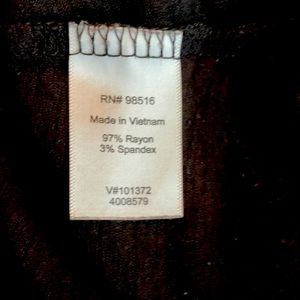 RN# 98516
Made in Vietnam
97% Rayon
3% Spandex
V#101372
4008579